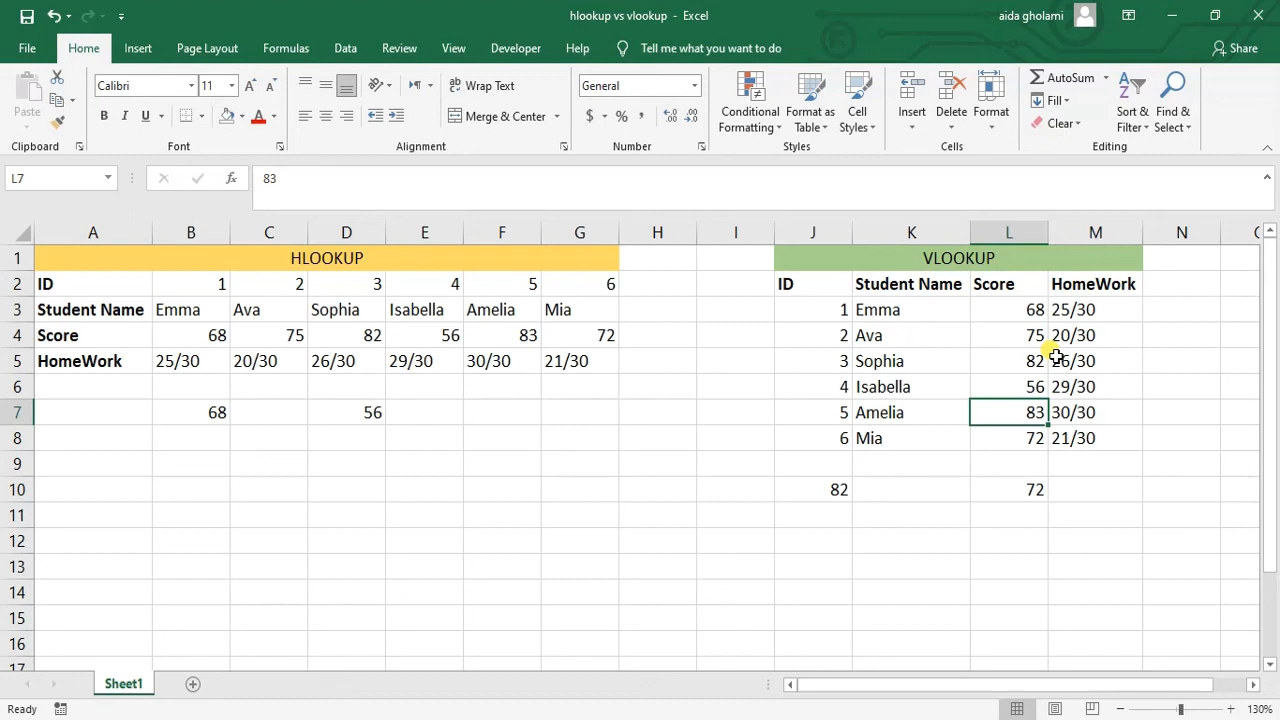 hlookup vs vlookup - Excel
aida gholami
File Home Insert Page Layout Formulas Data Review View Developer Help Tell me what you want to do Share
Paste
Clipboard
Calibri 11
B I U A
Font
Wrap Text
Merge & Center
Alignment
General
$ % ,
Number
Conditional Formatting
Format as Table
Cell Styles
Styles
Insert
Delete
Format
Cells
AutoSum
Fill
Clear
Sort & Filter
Find & Select
Editing
L7 fx 83
A B C D E F G H I J K L M N
1 HLOOKUP VLOOKUP
2 ID 1 2 3 4 5 6 ID Student Name Score HomeWork
3 Student Name Emma Ava Sophia Isabella Amelia Mia 1 Emma 68 25/30
4 Score 68 75 82 56 83 72 2 Ava 75 20/30
5 HomeWork 25/30 20/30 26/30 29/30 30/30 21/30 3 Sophia 82 26/30
6 4 Isabella 56 29/30
7 68 56 5 Amelia 83 30/30
8 6 Mia 72 21/30
9
10 82 72
11
12
13
14
15
16
17
Sheet1
Ready 130%